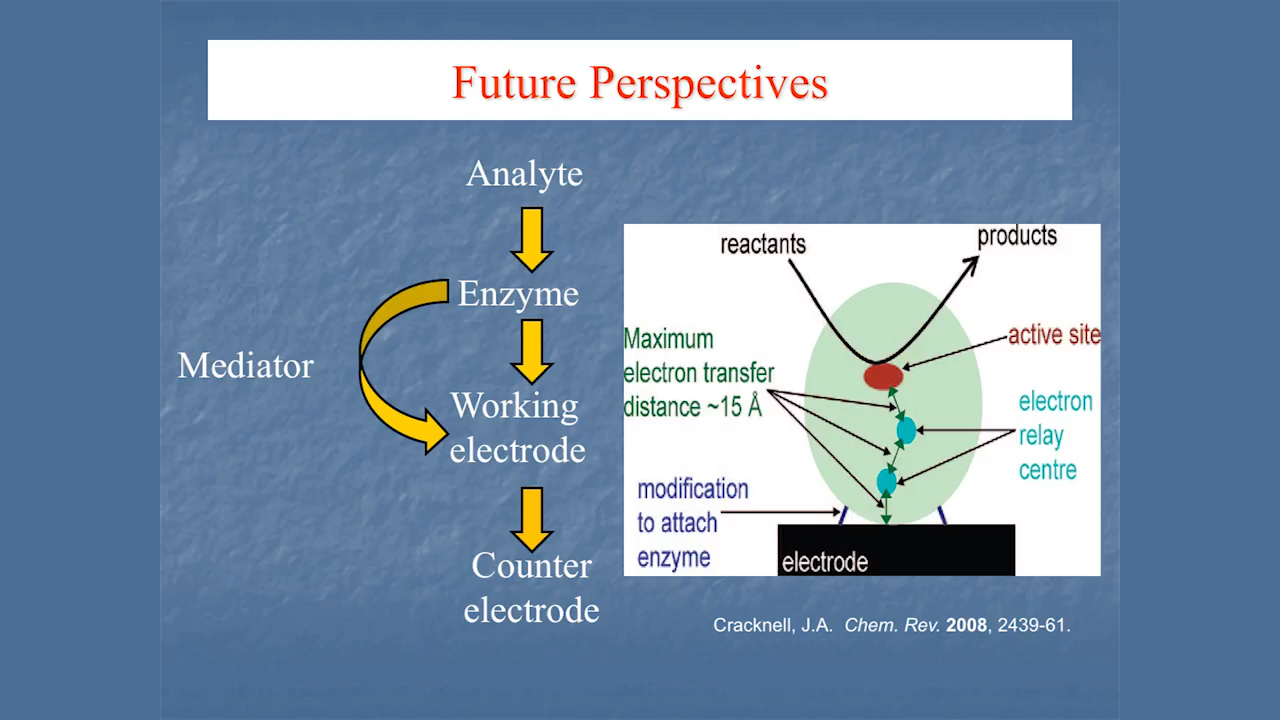 Future Perspectives
Analyte
Enzyme
Mediator
Working
electrode
Counter
electrode
reactants
products
Maximum
electron transfer
distance ~15 Å
active site
electron
relay
centre
modification
to attach
enzyme
electrode
Cracknell, J.A. Chem. Rev. 2008, 2439-61.